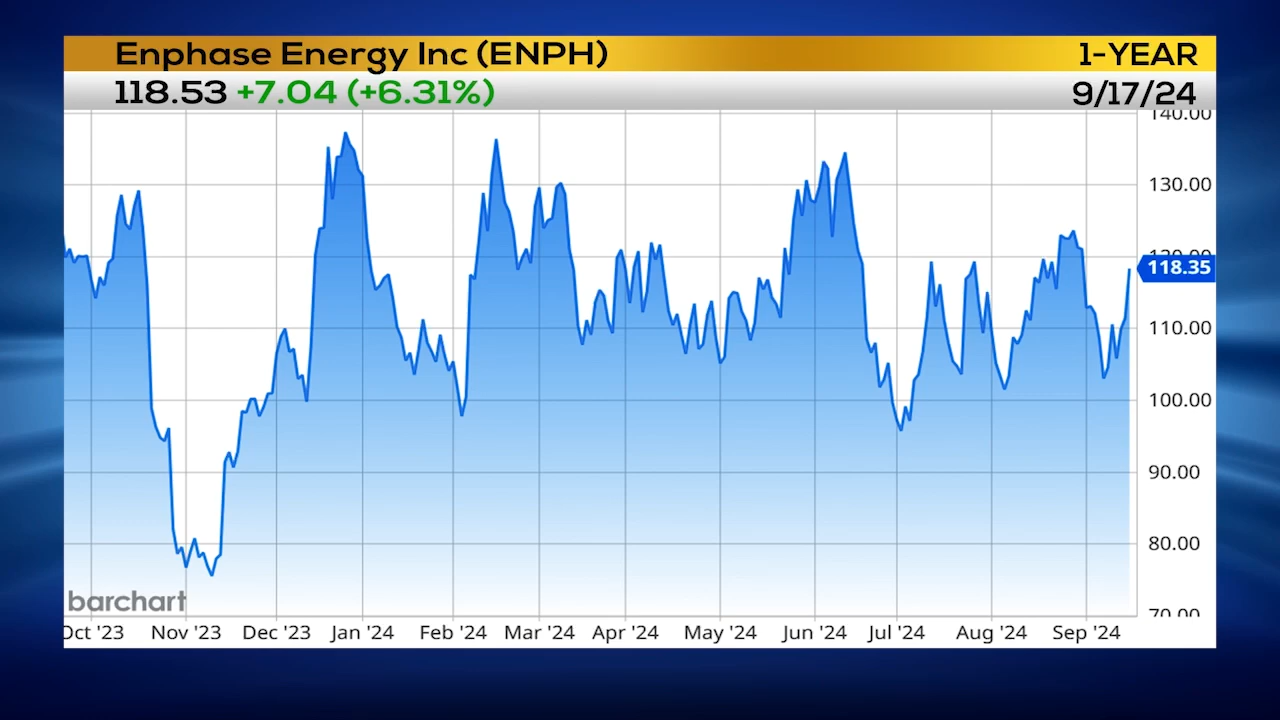 Enphase Energy Inc (ENPH) 1-YEAR
118.53 +7.04 (+6.31%) 9/17/24
140.00
130.00
120.00
118.35
110.00
100.00
90.00
80.00
70.00
barchart
Oct '23 Nov '23 Dec '23 Jan '24 Feb '24 Mar '24 Apr '24 May '24 Jun '24 Jul '24 Aug '24 Sep '24